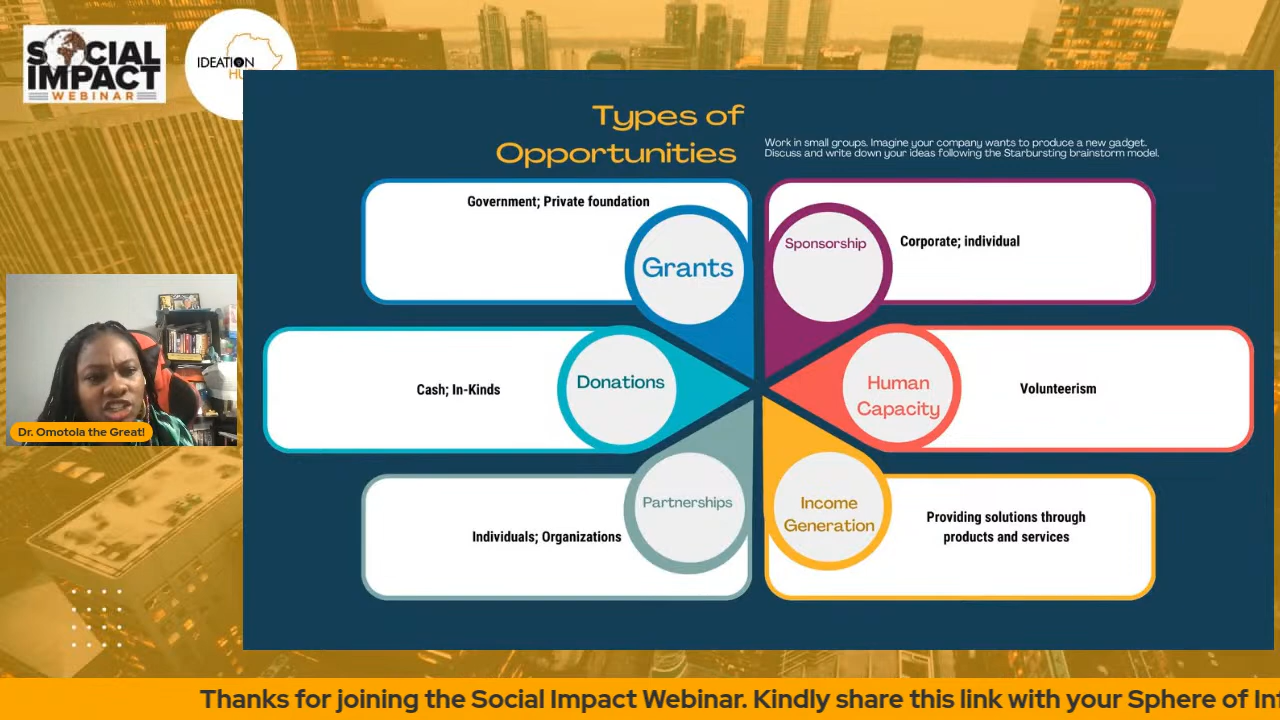 SOCIAL
IMPACT
WEBINAR
IDEATION
HU
Types of
Opportunities
Work in small groups. Imagine your company wants to produce a new gadget.
Discuss and write down your ideas following the Starbursting brainstorm model.
Government; Private foundation
Grants
Sponsorship
Corporate; individual
Cash; In-Kinds
Donations
Human
Capacity
Volunteerism
Individuals; Organizations
Partnerships
Income
Generation
Providing solutions through
products and services
Dr. Omotola the Great!
Thanks for joining the Social Impact Webinar. Kindly share this link with your Sphere of